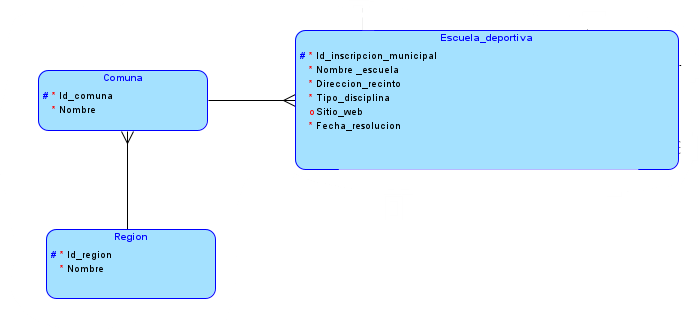 Escuela_deportiva
# * Id_inscripcion_municipal
* Nombre _escuela
* Direccion_recinto
* Tipo_disciplina
o Sitio_web
* Fecha_resolucion
Comuna
# * Id_comuna
* Nombre
Region
# * Id_region
* Nombre